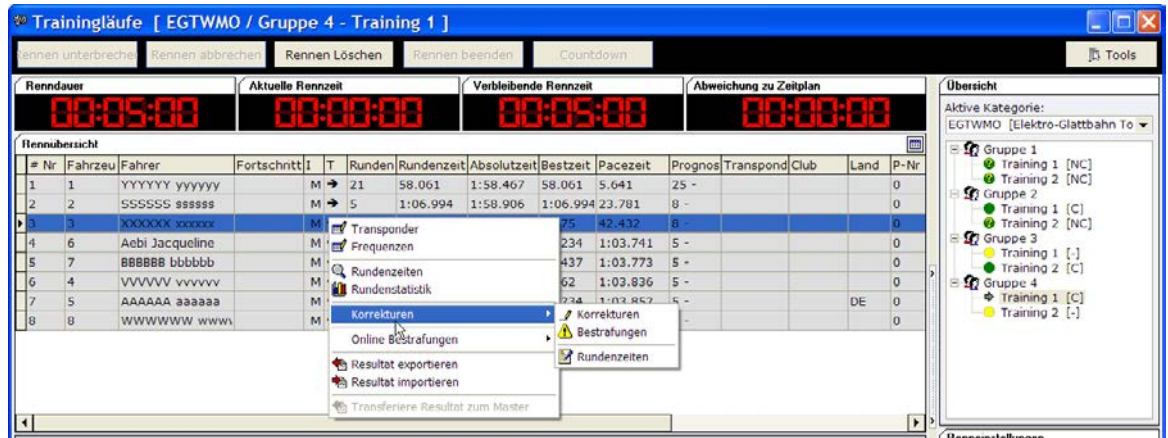 Trainingläufe [ EGTWMO / Gruppe 4 - Training 1 ]
Rennen unterbrechen Rennen abbrechen Rennen Löschen Rennen beenden Countdown Tools
Renndauer Aktuelle Rennzeit Verbleibende Rennzeit Abweichung zu Zeitplan Übersicht
00:05:00 00:00:00 00:05:00 00:00:00
Aktive Kategorie:
EGTWMO [Elektro-Glattbahn To
Rennübersicht
# Nr Fahrzeu Fahrer Fortschritt I T Runden Rundenzeit Absolutzeit Bestzeit Pacezeit Prognos Transpond Club Land P-Nr
1 1 YYYYYY yyyyyy M 21 58.061 1:58.467 58.061 5.641 25 - 0
2 2 SSSSSS ssssss M 5 1:06.994 1:58.906 1:06.994 23.781 8 - 0
3 3 XXXXXX xxxxxx M 75 42.432 8 - 0
4 6 Aebi Jacqueline M 234 1:03.741 5 - 0
5 7 BBBBBB bbbbbb M 437 1:03.773 5 - 0
6 4 VVVVVV vvvvvv M 62 1:03.836 5 - 0
7 5 AAAAAA aaaaaa M 234 1:03.852 5 - DE 0
8 8 WWWWWW www M - 0
Transponder
Frequenzen
Rundenzeiten
Rundenstatistik
Korrekturen
Online Bestrafungen
Resultat exportieren
Resultat importieren
Transferiere Resultat zum Master
Korrekturen
Bestrafungen
Rundenzeiten
Gruppe 1
Training 1 [NC]
Training 2 [NC]
Gruppe 2
Training 1 [C]
Training 2 [NC]
Gruppe 3
Training 1 [-]
Training 2 [C]
Gruppe 4
Training 1 [C]
Training 2 [-]
Renneinstellungen